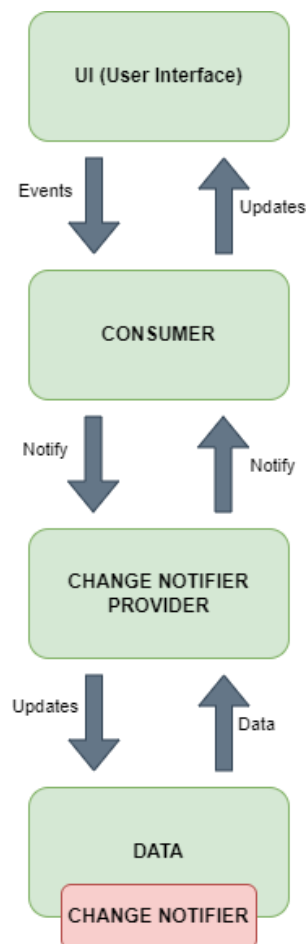 UI (User Interface)
Events
Updates
CONSUMER
Notify
Notify
CHANGE NOTIFIER
PROVIDER
Updates
Data
DATA
CHANGE NOTIFIER